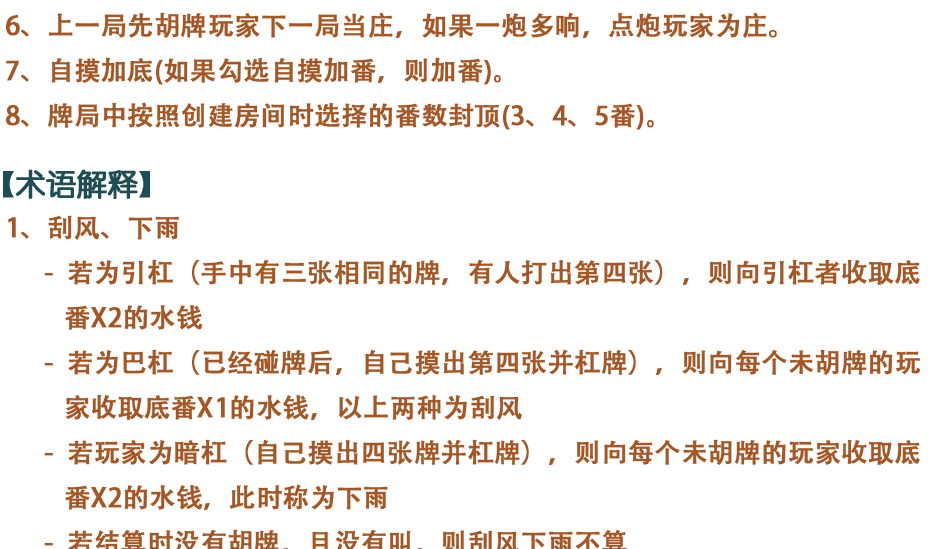 6、上一局先胡牌玩家下一局当庄，如果一炮多响，点炮玩家为庄。
7、自摸加底(如果勾选自摸加番，则加番)。
8、牌局中按照创建房间时选择的番数封顶(3、4、5番)。
【术语解释】
1、刮风、下雨
- 若为引杠（手中有三张相同的牌，有人打出第四张），则向引杠者收取底
番X2的水钱
- 若为巴杠（已经碰牌后，自己摸出第四张并杠牌），则向每个未胡牌的玩
家收取底番X1的水钱，以上两种为刮风
- 若玩家为暗杠（自己摸出四张牌并杠牌），则向每个未胡牌的玩家收取底
番X2的水钱，此时称为下雨
- 若结算时没有胡牌，且没有叫，则刮风下雨不算